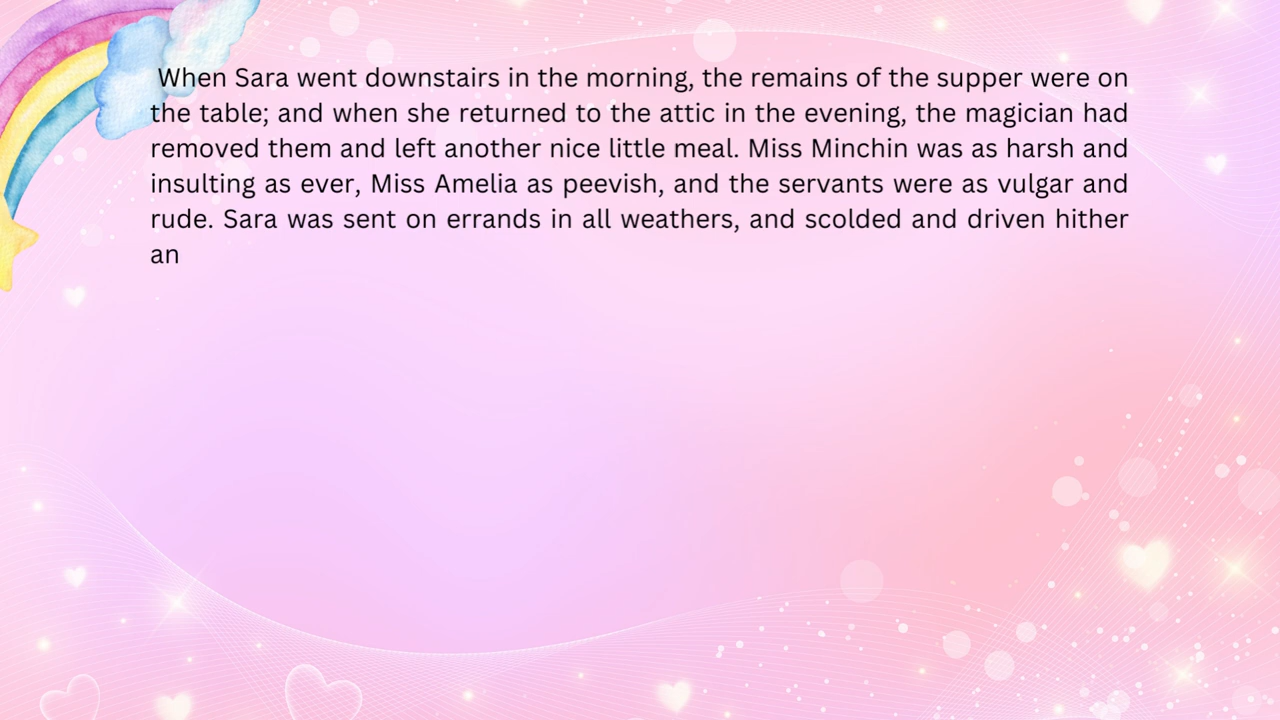 When Sara went downstairs in the morning, the remains of the supper were on
the table; and when she returned to the attic in the evening, the magician had
removed them and left another nice little meal. Miss Minchin was as harsh and
insulting as ever, Miss Amelia as peevish, and the servants were as vulgar and
rude. Sara was sent on errands in all weathers, and scolded and driven hither
an